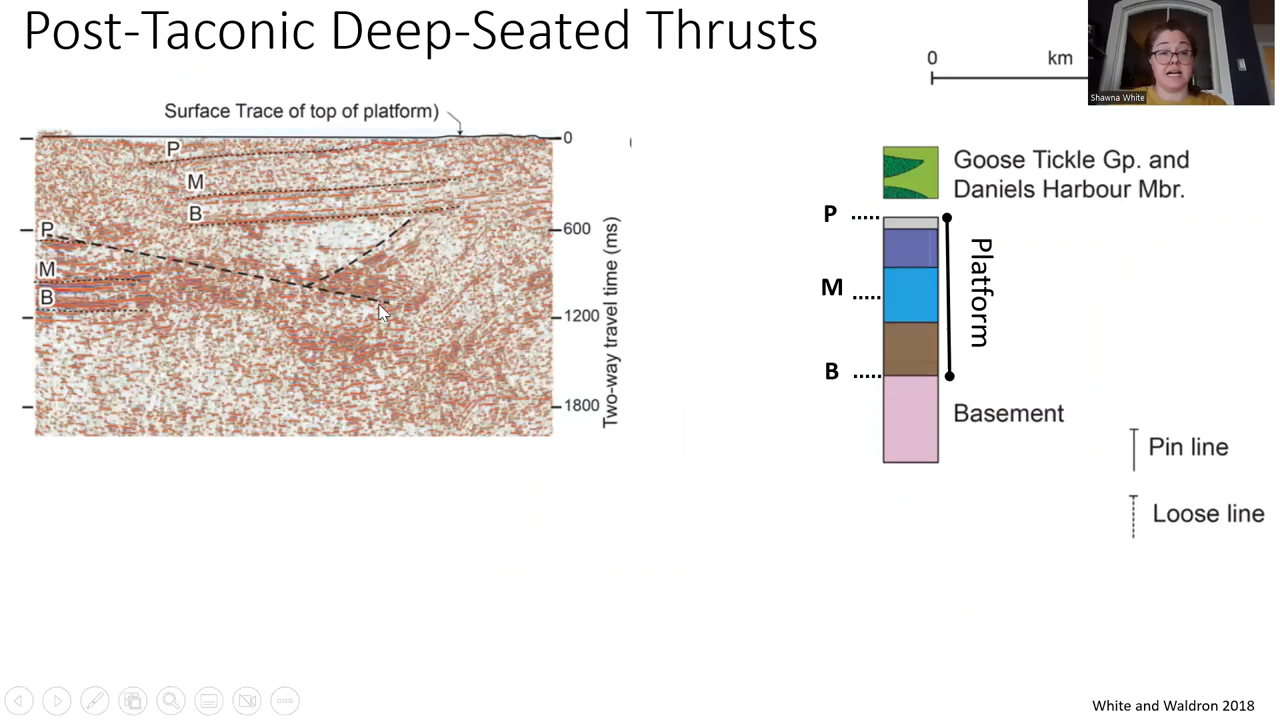 Post-Taconic Deep-Seated Thrusts
0 km
Shawna White
Surface Trace of top of platform)
P
M
B
P
M
B
0
600
1200
1800
Two-way travel time (ms)
Goose Tickle Gp. and
Daniels Harbour Mbr.
P
M
B
Platform
Basement
Pin line
Loose line
White and Waldron 2018